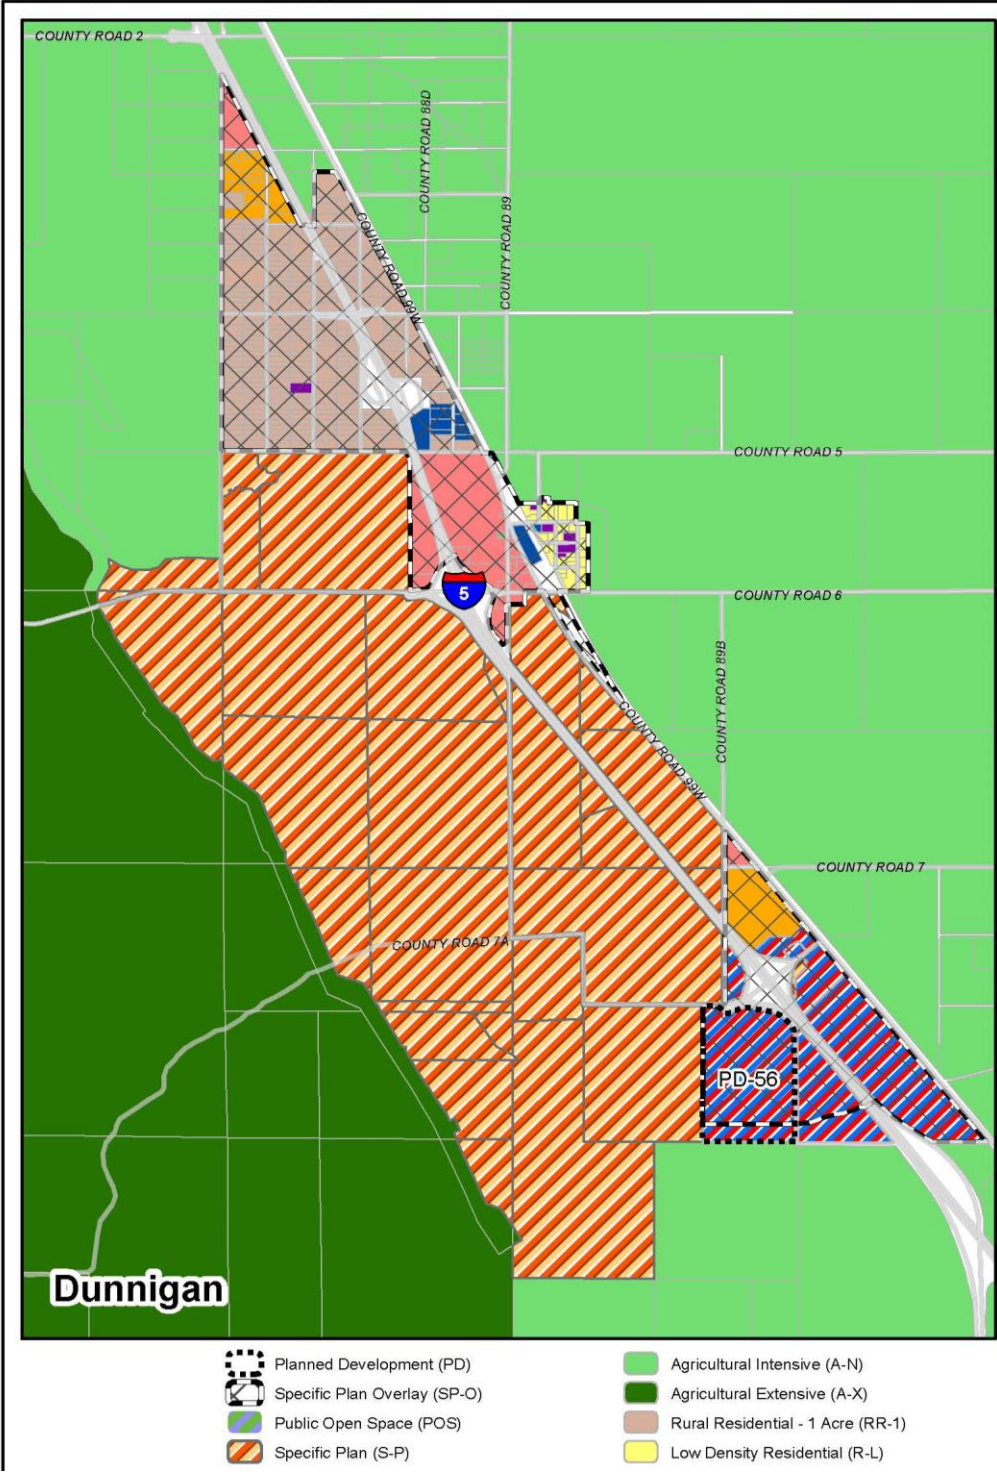 COUNTY ROAD 2
COUNTY ROAD 88D
COUNTY ROAD 89
COUNTY ROAD 99W
COUNTY ROAD 5
5
COUNTY ROAD 6
COUNTY ROAD 89B
COUNTY ROAD 99W
COUNTY ROAD 7
COUNTY ROAD 7A
PD-56
Dunnigan
Planned Development (PD)
Specific Plan Overlay (SP-O)
Public Open Space (POS)
Specific Plan (S-P)
Agricultural Intensive (A-N)
Agricultural Extensive (A-X)
Rural Residential - 1 Acre (RR-1)
Low Density Residential (R-L)